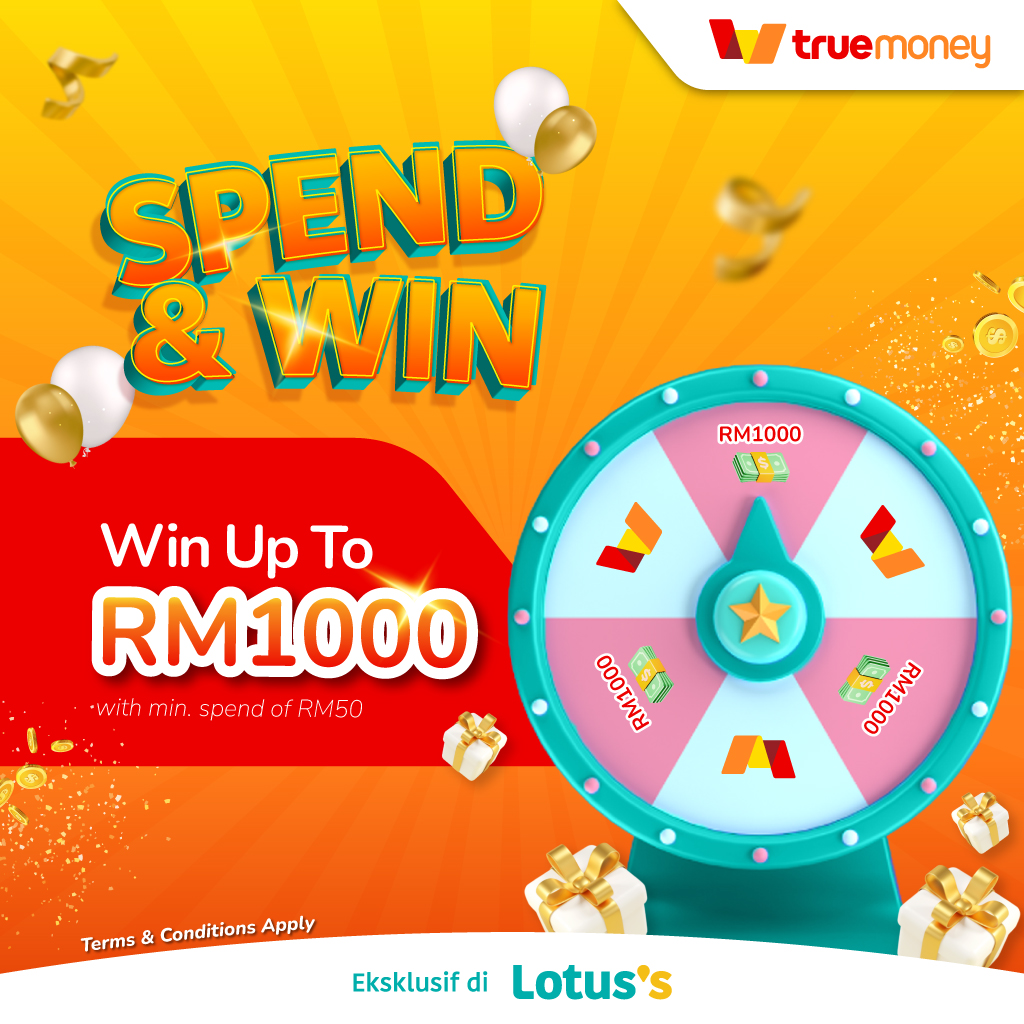 truemoney
SPEND
& WIN
Win Up To
RM1000
with min. spend of RM50
RM1000
RM1000
RM1000
Terms & Conditions Apply
Eksklusif di Lotus's